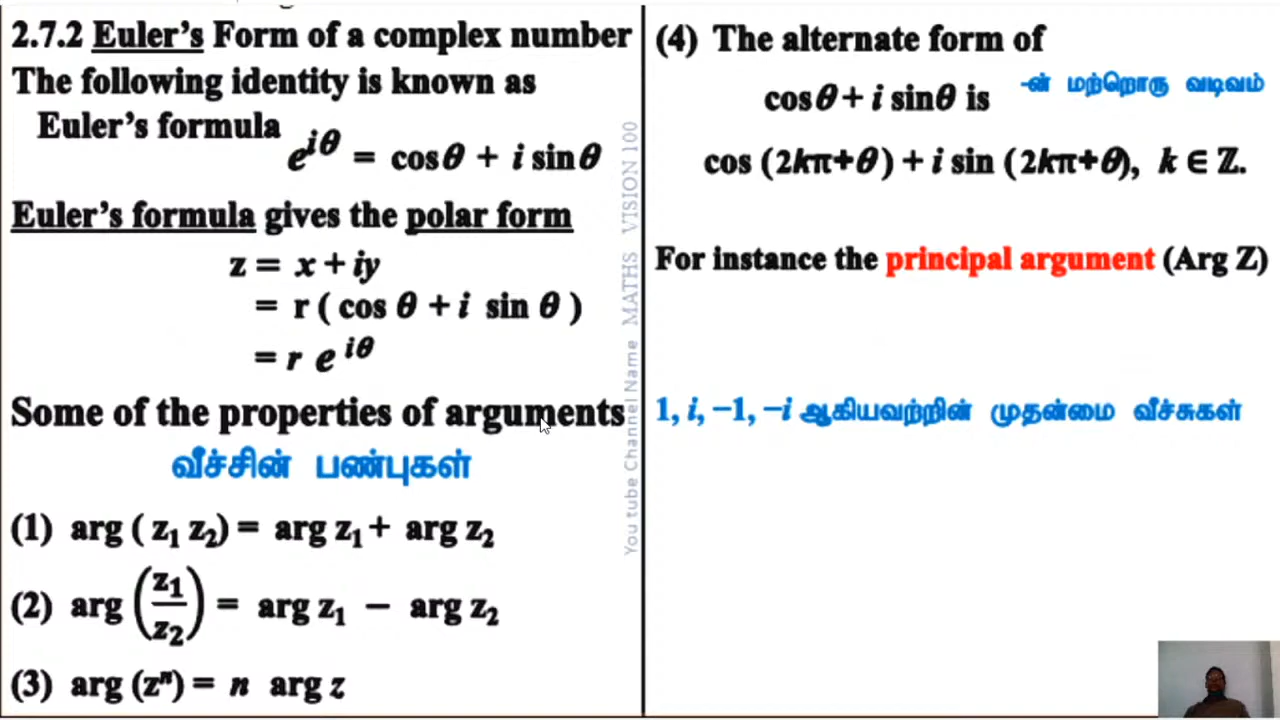 2.7.2 Euler's Form of a complex number
The following identity is known as
Euler's formula
e^{iθ} = cosθ + i sinθ
Euler's formula gives the polar form
z = x + iy
= r ( cos θ + i sin θ )
= r e^{iθ}
Some of the properties of arguments
வீச்சின் பண்புகள்
(1) arg ( z₁ z₂) = arg z₁ + arg z₂
(2) arg (z₁/z₂) = arg z₁ − arg z₂
(3) arg (zⁿ) = n arg z
You tube Channel Name MATHS VISION 100
(4) The alternate form of
cosθ + i sinθ is -ன் மற்றொரு வடிவம்
cos (2kπ+θ) + i sin (2kπ+θ), k ∈ ℤ.
For instance the principal argument (Arg Z)
1, i, −1, −i ஆகியவற்றின் முதன்மை வீச்சுகள்